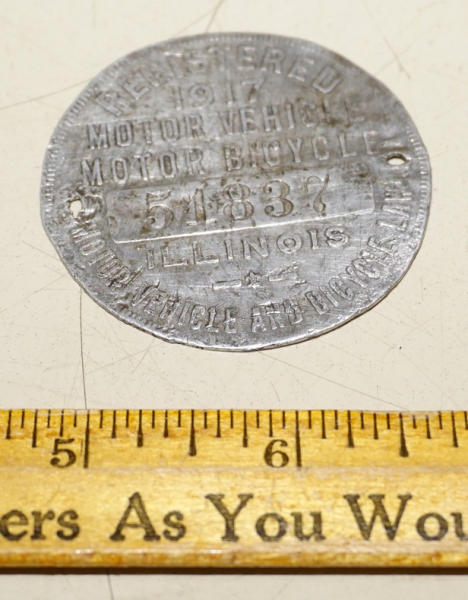 REGISTERED
1917
MOTOR VEHICLE
MOTOR BICYCLE
51837
ILLINOIS
MOTOR VEHICLE AND BICYCLE LAW
5 6
ers As You Wou